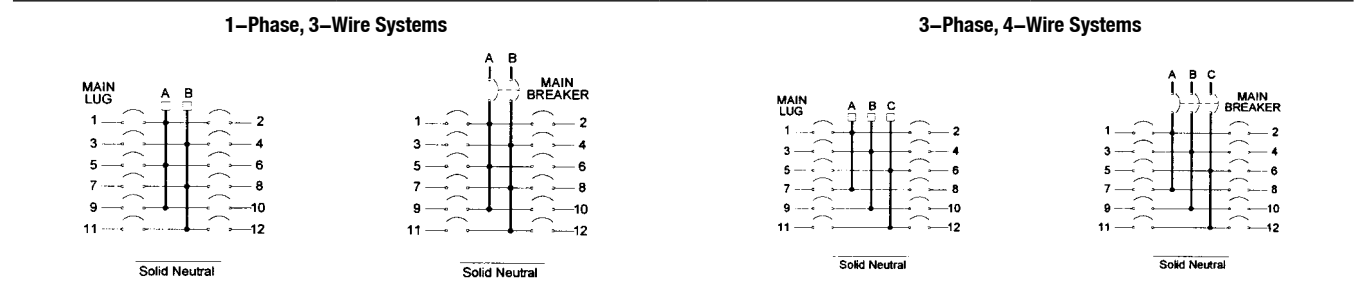 1–Phase, 3–Wire Systems
3–Phase, 4–Wire Systems
MAIN
LUG
A B
1 2
3 4
5 6
7 8
9 10
11 12
Solid Neutral
A B
MAIN
BREAKER
1 2
3 4
5 6
7 8
9 10
11 12
Solid Neutral
MAIN
LUG
A B C
1 2
3 4
5 6
7 8
9 10
11 12
Solid Neutral
A B C
MAIN
BREAKER
1 2
3 4
5 6
7 8
9 10
11 12
Solid Neutral